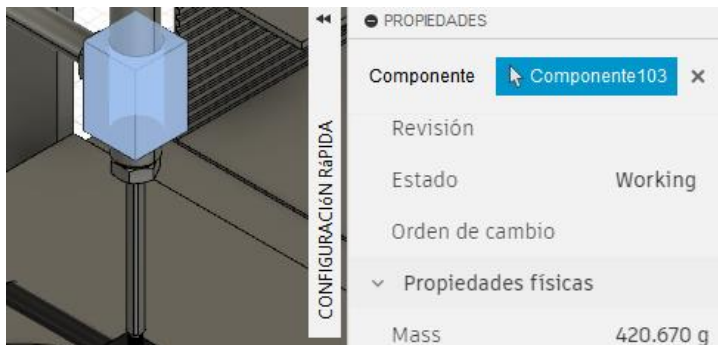 CONFIGURACIÓN RÁPIDA
PROPIEDADES
Componente Componente103
Revisión
Estado Working
Orden de cambio
Propiedades físicas
Mass 420.670 g